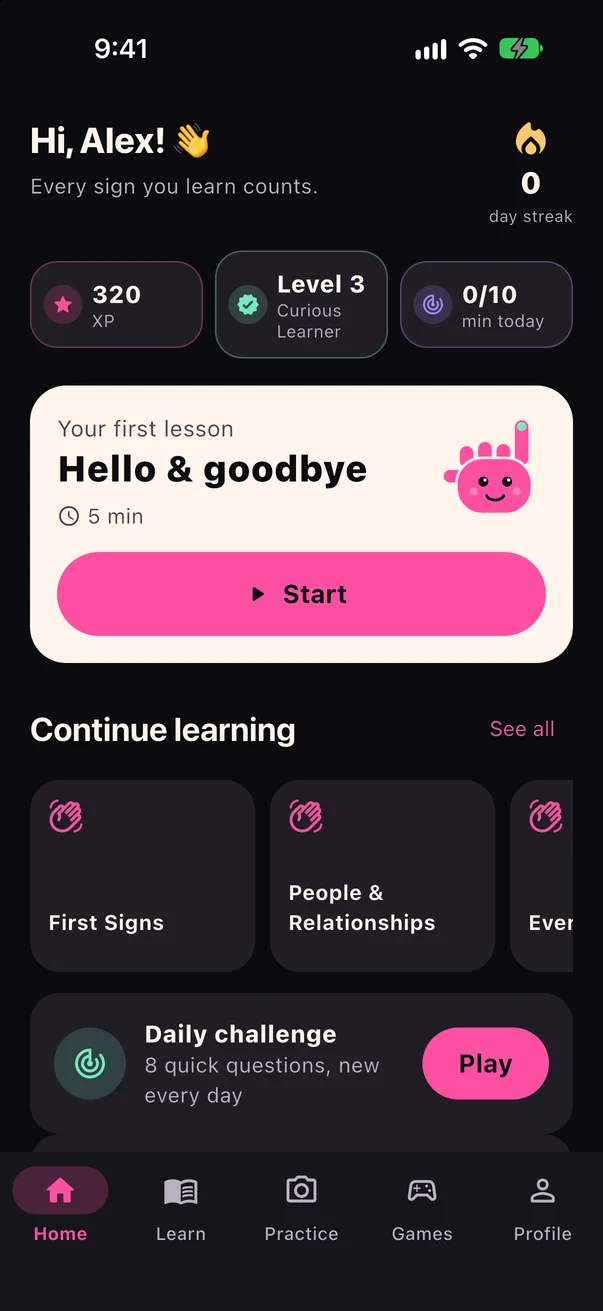 9:41
Hi, Alex! 👋
Every sign you learn counts.
0
day streak
320
XP
Level 3
Curious
Learner
0/10
min today
Your first lesson
Hello & goodbye
5 min
Start
Continue learning
See all
First Signs
People &
Relationships
Ever
Daily challenge
8 quick questions, new
every day
Play
Home
Learn
Practice
Games
Profile